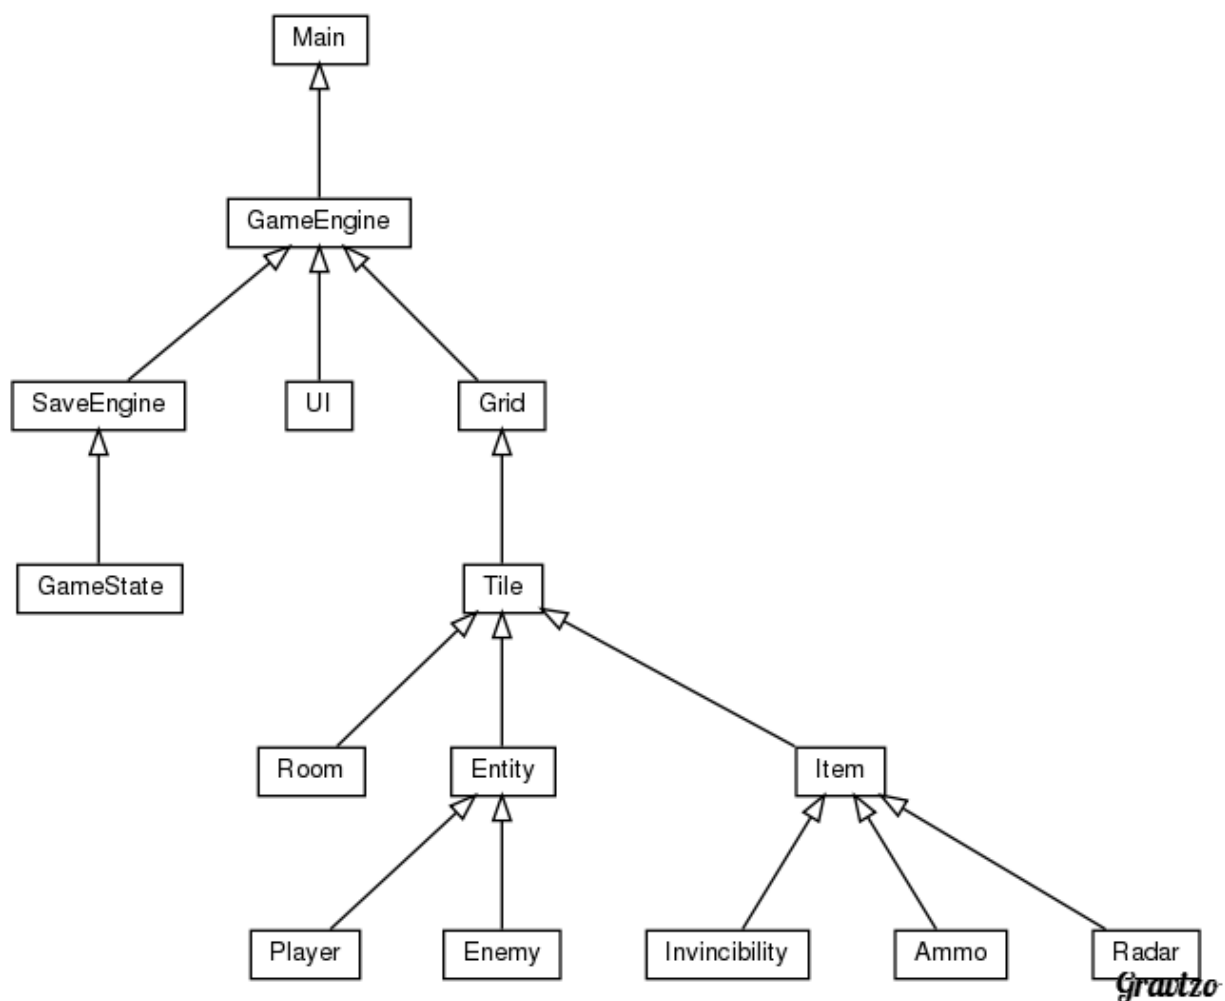 Main
GameEngine
SaveEngine UI Grid
GameState Tile
Room Entity Item
Player Enemy Invincibility Ammo Radar
Gravizo